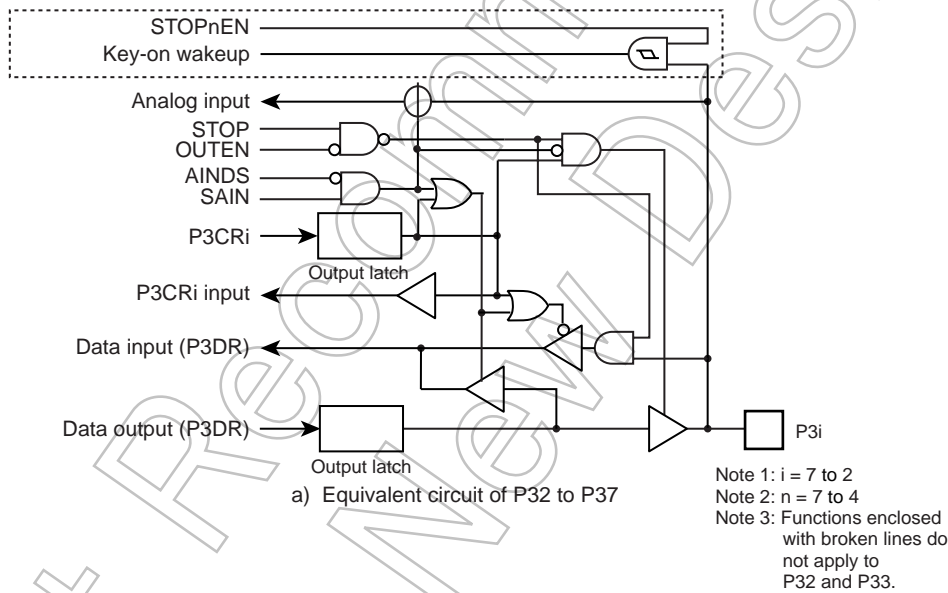 STOPnEN
Key-on wakeup
Analog input
STOP
OUTEN
AINDS
SAIN
P3CRi
Output latch
P3CRi input
Data input (P3DR)
Data output (P3DR)
P3i
Output latch
a) Equivalent circuit of P32 to P37
Note 1: i = 7 to 2
Note 2: n = 7 to 4
Note 3: Functions enclosed
with broken lines do
not apply to
P32 and P33.